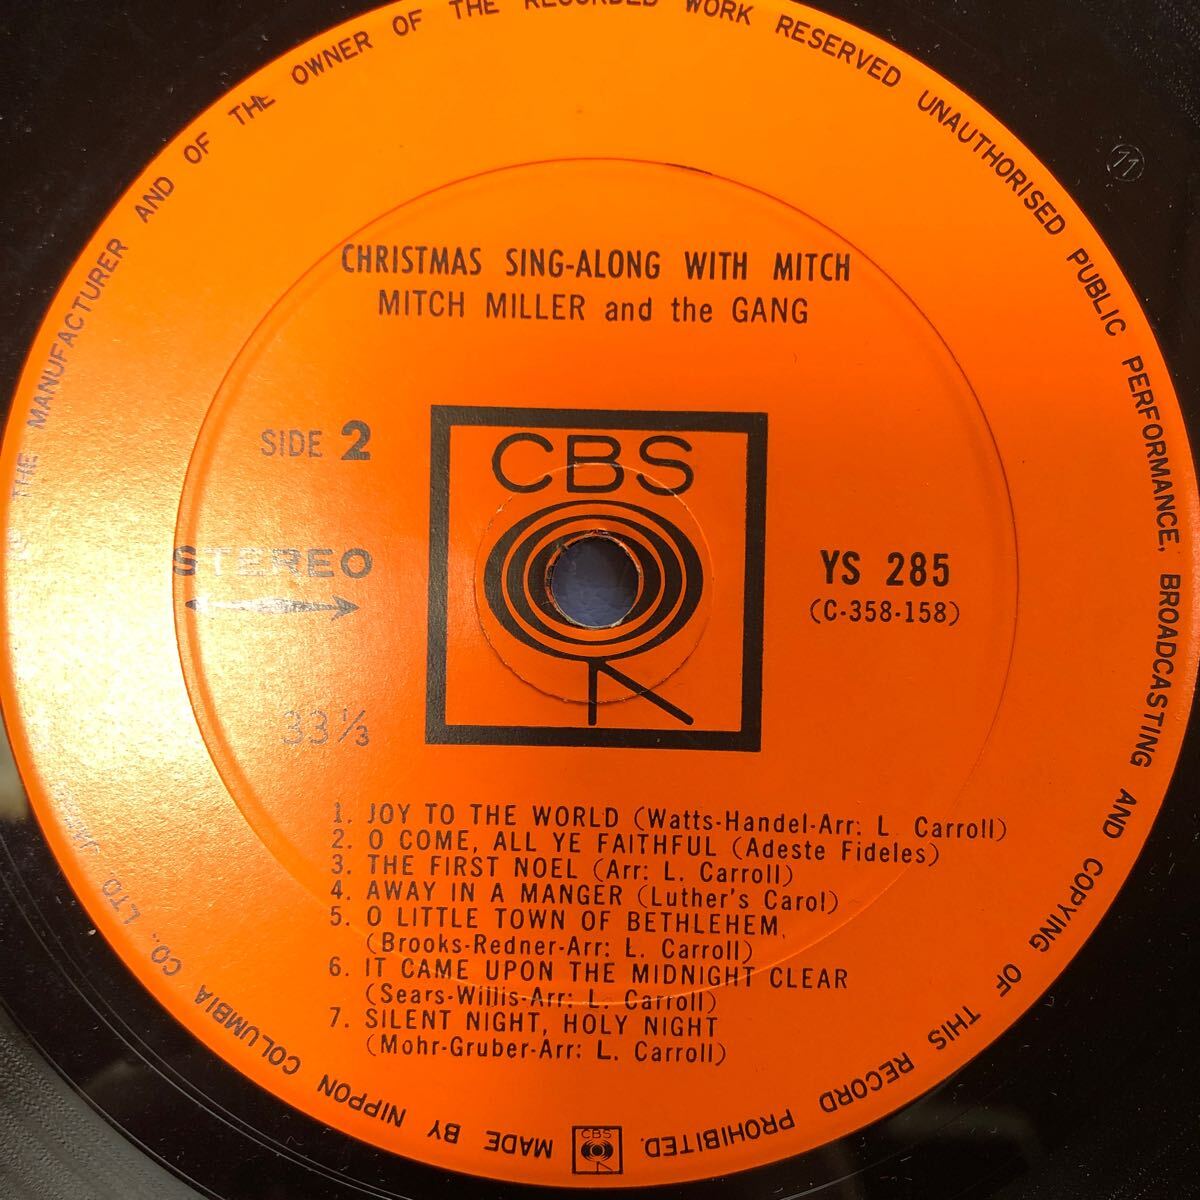 THE MANUFACTURER AND OF THE OWNER OF THE RECORDED WORK RESERVED UNAUTHORISED PUBLIC PERFORMANCE, BROADCASTING AND COPYING OF THIS RECORD PROHIBITED.
CHRISTMAS SING-ALONG WITH MITCH
MITCH MILLER and the GANG
SIDE 2
CBS
STEREO
YS 285
(C-358-158)
33⅓
1. JOY TO THE WORLD (Watts-Handel-Arr: L. Carroll)
2. O COME, ALL YE FAITHFUL (Adeste Fideles)
3. THE FIRST NOEL (Arr: L. Carroll)
4. AWAY IN A MANGER (Luther's Carol)
5. O LITTLE TOWN OF BETHLEHEM,
(Brooks-Redner-Arr: L. Carroll)
6. IT CAME UPON THE MIDNIGHT CLEAR
(Sears-Willis-Arr: L. Carroll)
7. SILENT NIGHT, HOLY NIGHT
(Mohr-Gruber-Arr: L. Carroll)
CBS
MADE BY NIPPON COLUMBIA CO., LTD.
11